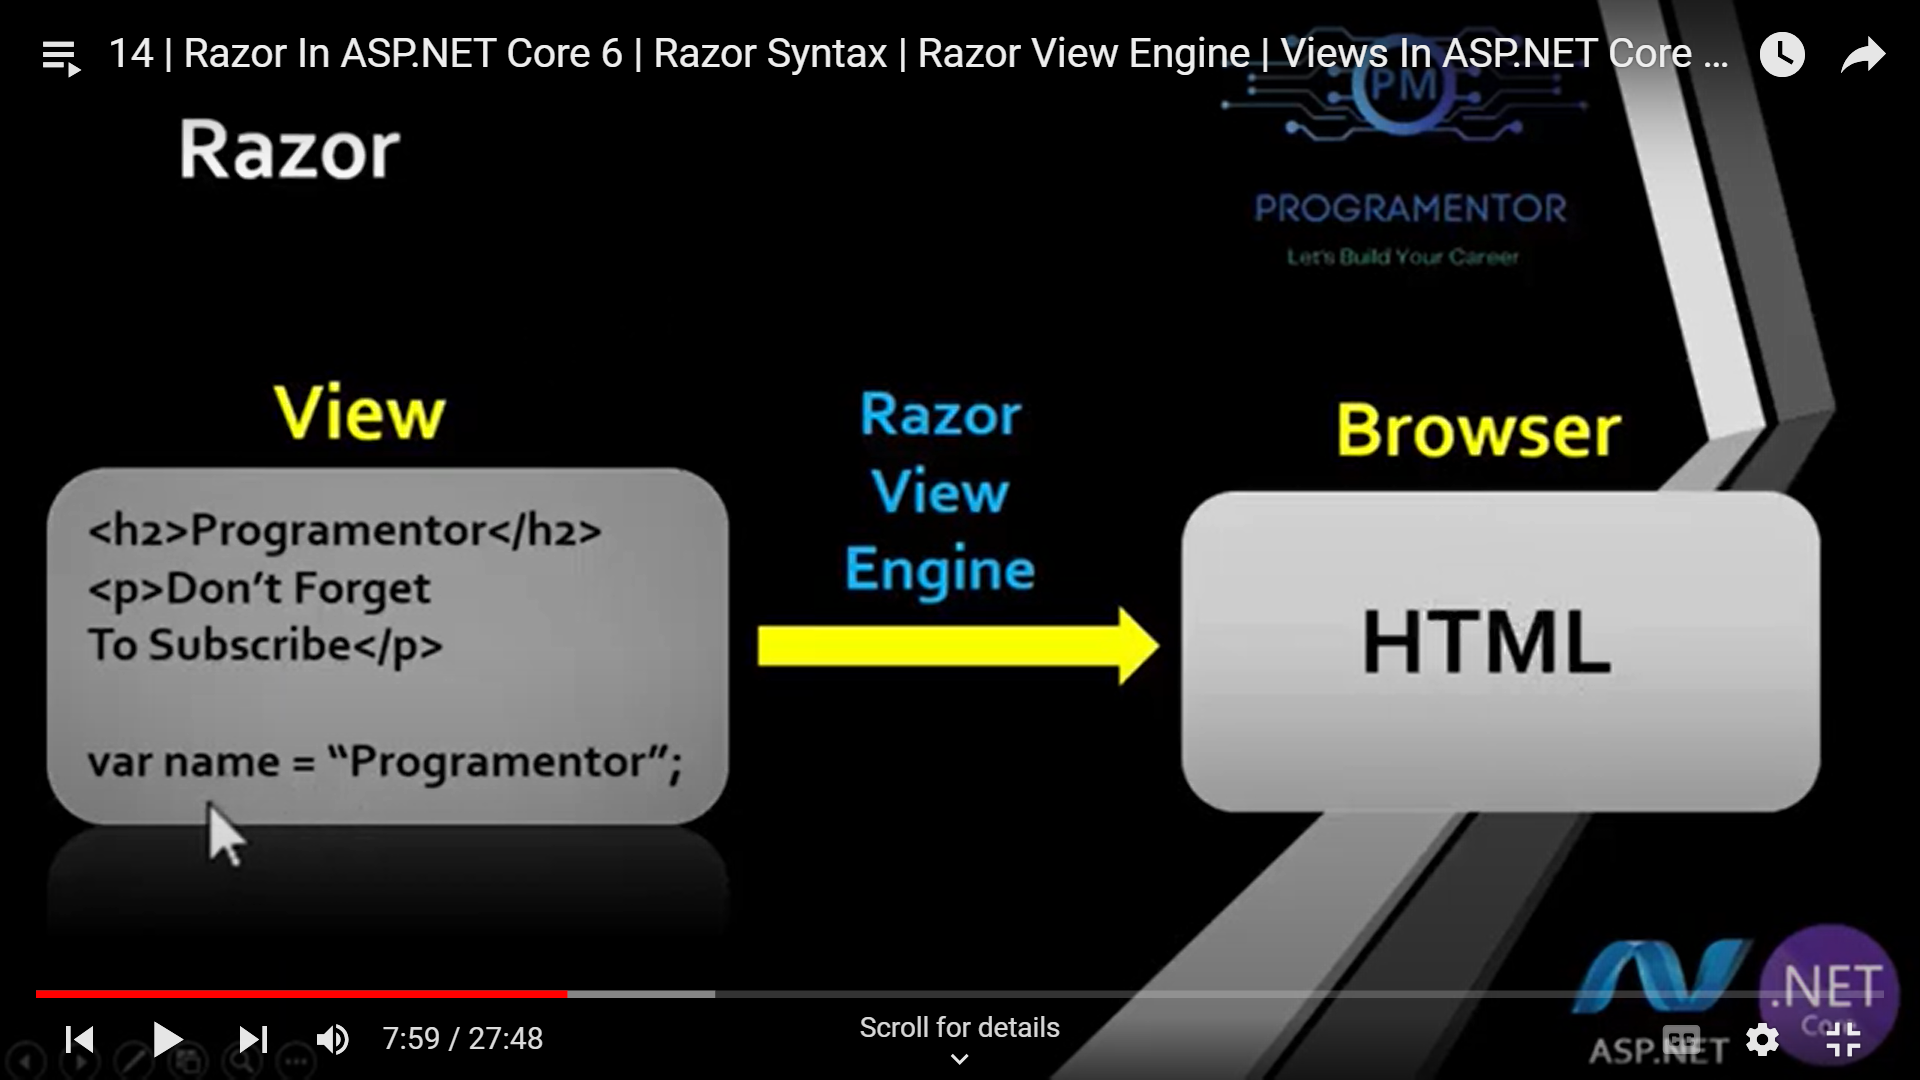 14 | Razor In ASP.NET Core 6 | Razor Syntax | Razor View Engine | Views In ASP.NET Core ...
PM
Razor
PROGRAMENTOR
Let's Build Your Career
View
Razor
View
Engine
Browser
<h2>Programentor</h2>
<p>Don't Forget
To Subscribe</p>
var name = “Programentor”;
HTML
.NET
Core
ASP.NET
7:59 / 27:48
Scroll for details
CC